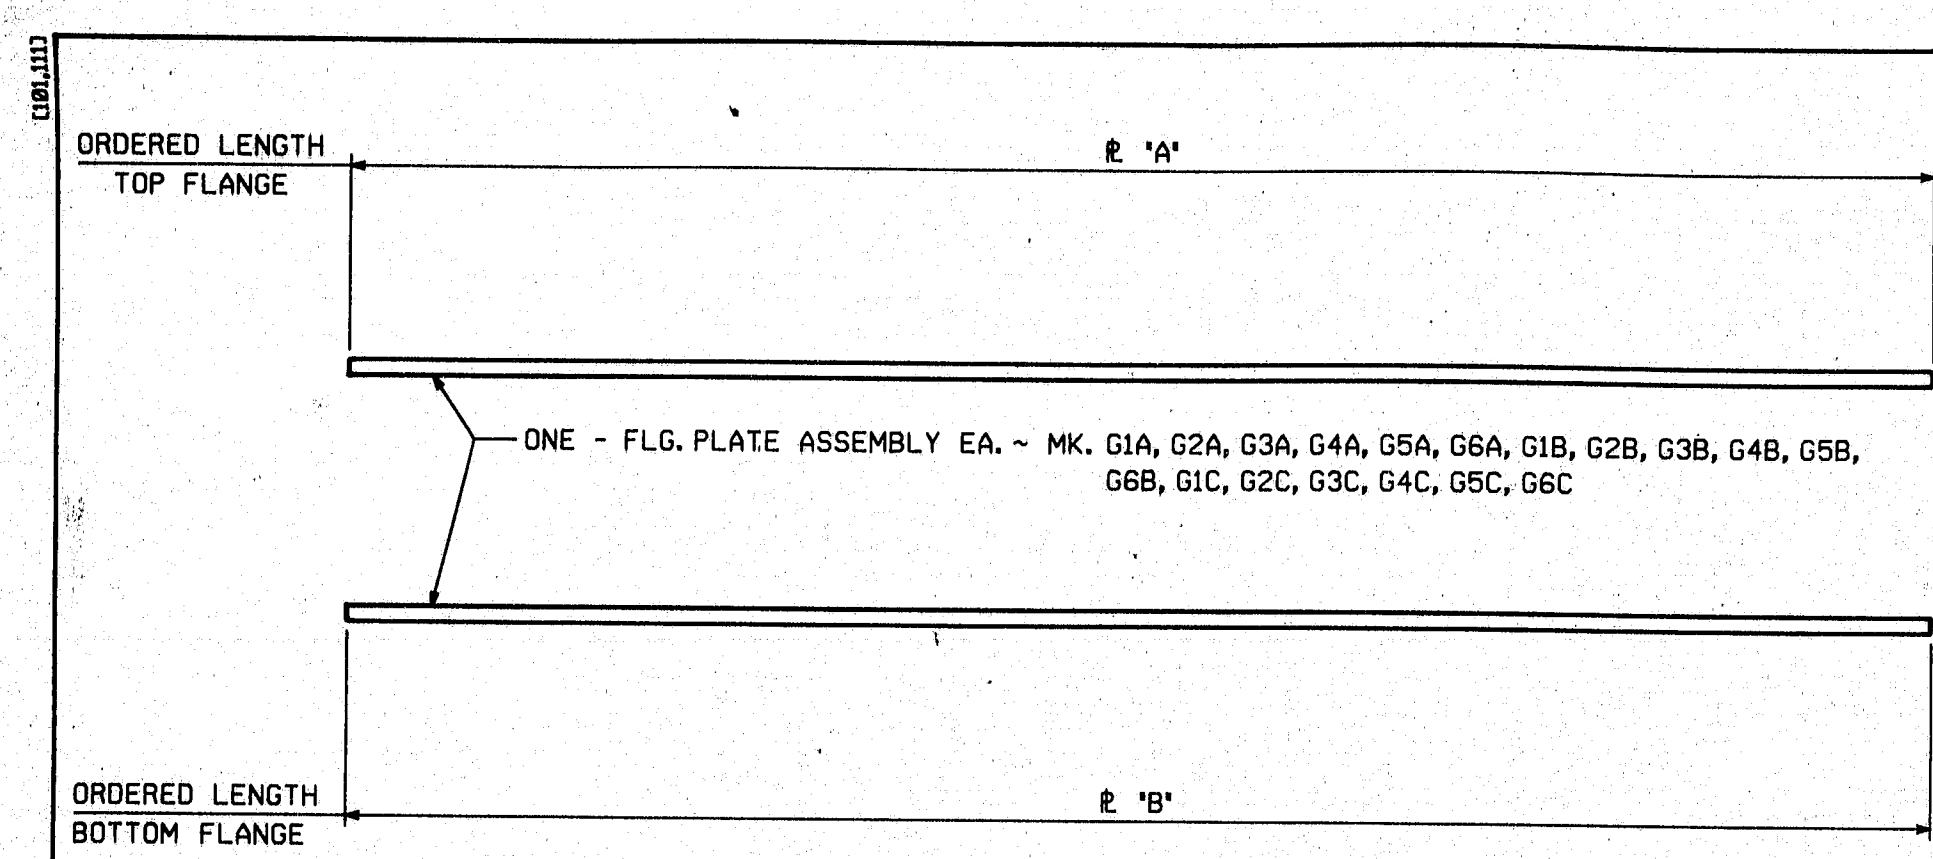 [101,111]
ORDERED LENGTH
TOP FLANGE
℄ "A"
ONE - FLG. PLATE ASSEMBLY EA. ~ MK. G1A, G2A, G3A, G4A, G5A, G6A, G1B, G2B, G3B, G4B, G5B,
G6B, G1C, G2C, G3C, G4C, G5C, G6C
ORDERED LENGTH
BOTTOM FLANGE
℄ "B"